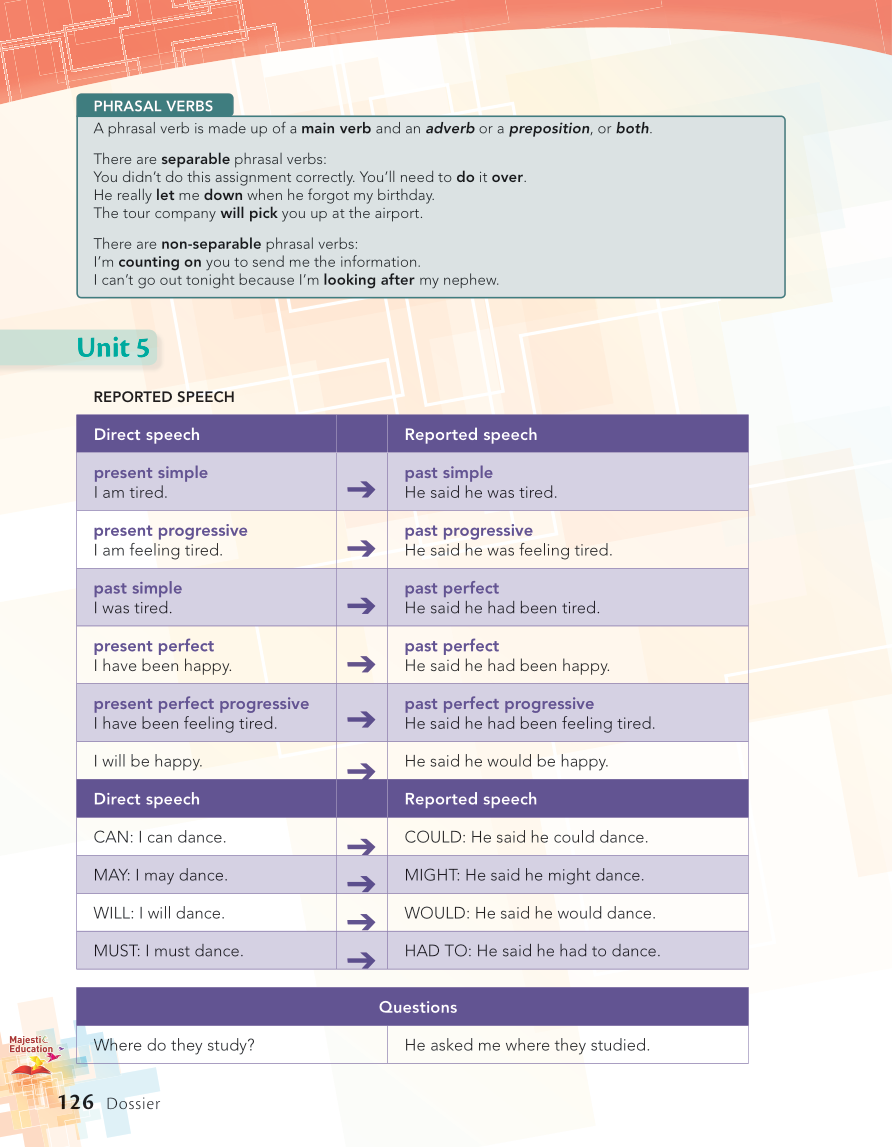 PHRASAL VERBS
A phrasal verb is made up of a main verb and an adverb or a preposition, or both.
There are separable phrasal verbs:
You didn’t do this assignment correctly. You’ll need to do it over.
He really let me down when he forgot my birthday.
The tour company will pick you up at the airport.
There are non-separable phrasal verbs:
I’m counting on you to send me the information.
I can’t go out tonight because I’m looking after my nephew.
Unit 5
REPORTED SPEECH
Direct speech Reported speech
present simple past simple
I am tired. He said he was tired.
present progressive past progressive
I am feeling tired. He said he was feeling tired.
past simple past perfect
I was tired. He said he had been tired.
present perfect past perfect
I have been happy. He said he had been happy.
present perfect progressive past perfect progressive
I have been feeling tired. He said he had been feeling tired.
I will be happy. He said he would be happy.
Direct speech Reported speech
CAN: I can dance. COULD: He said he could dance.
MAY: I may dance. MIGHT: He said he might dance.
WILL: I will dance. WOULD: He said he would dance.
MUST: I must dance. HAD TO: He said he had to dance.
Questions
Where do they study? He asked me where they studied.
Majestic
Education
126 Dossier